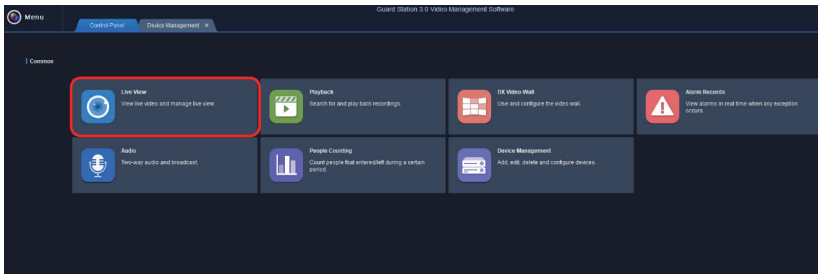 Guard Station 3.0 Video Management Software
Menu
Control Panel
Device Management ×
Common
Live View
View live video and manage live view.
Playback
Search for and play back recordings.
DX Video Wall
Use and configure the video wall.
Alarm Records
View alarms in real time when any exception
occurs.
Audio
Two-way audio and broadcast.
People Counting
Count people that entered/left during a certain
period.
Device Management
Add, edit, delete and configure devices.